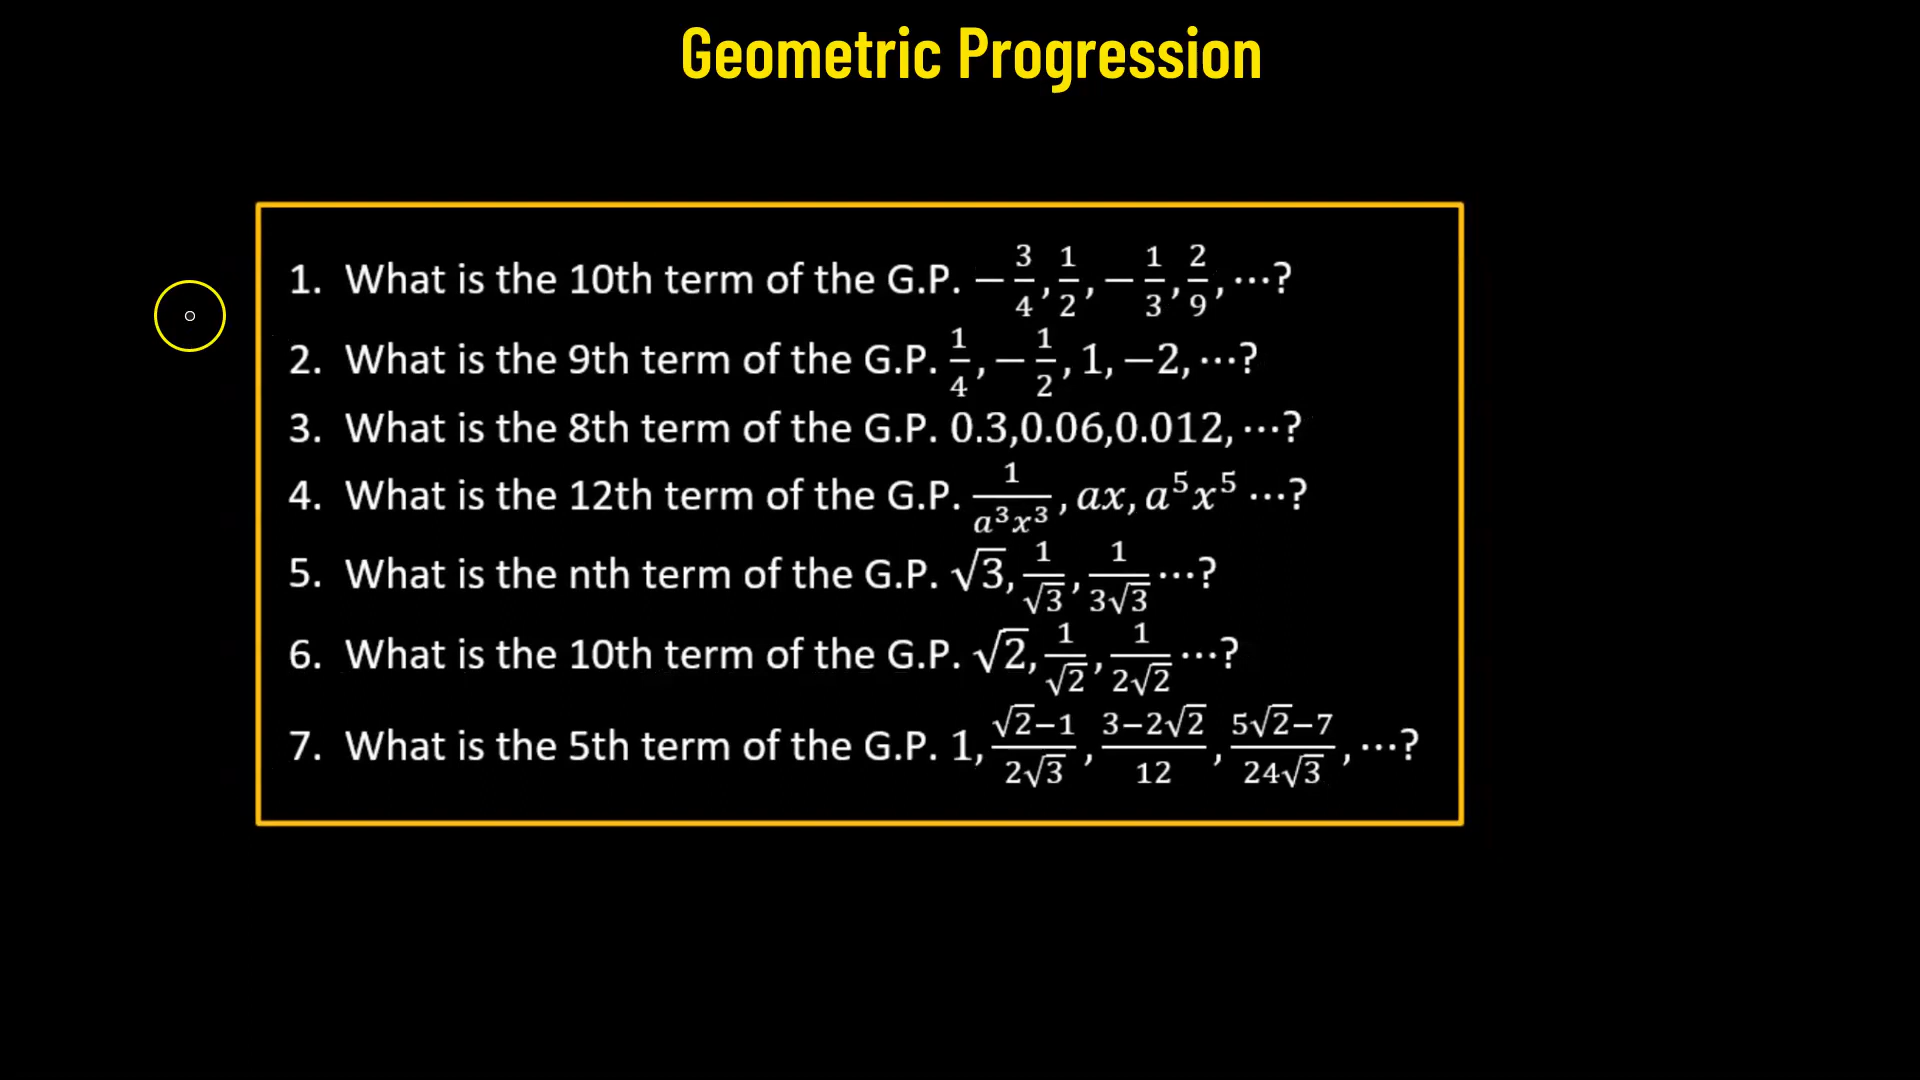 Geometric Progression
1. What is the 10th term of the G.P. −3/4, 1/2, −1/3, 2/9, ⋯?
2. What is the 9th term of the G.P. 1/4, −1/2, 1, −2, ⋯?
3. What is the 8th term of the G.P. 0.3,0.06,0.012, ⋯?
4. What is the 12th term of the G.P. 1/(a³x³), ax, a⁵x⁵ ⋯?
5. What is the nth term of the G.P. √3, 1/√3, 1/(3√3) ⋯?
6. What is the 10th term of the G.P. √2, 1/√2, 1/(2√2) ⋯?
7. What is the 5th term of the G.P. 1, (√2−1)/(2√3), (3−2√2)/12, (5√2−7)/(24√3), ⋯?